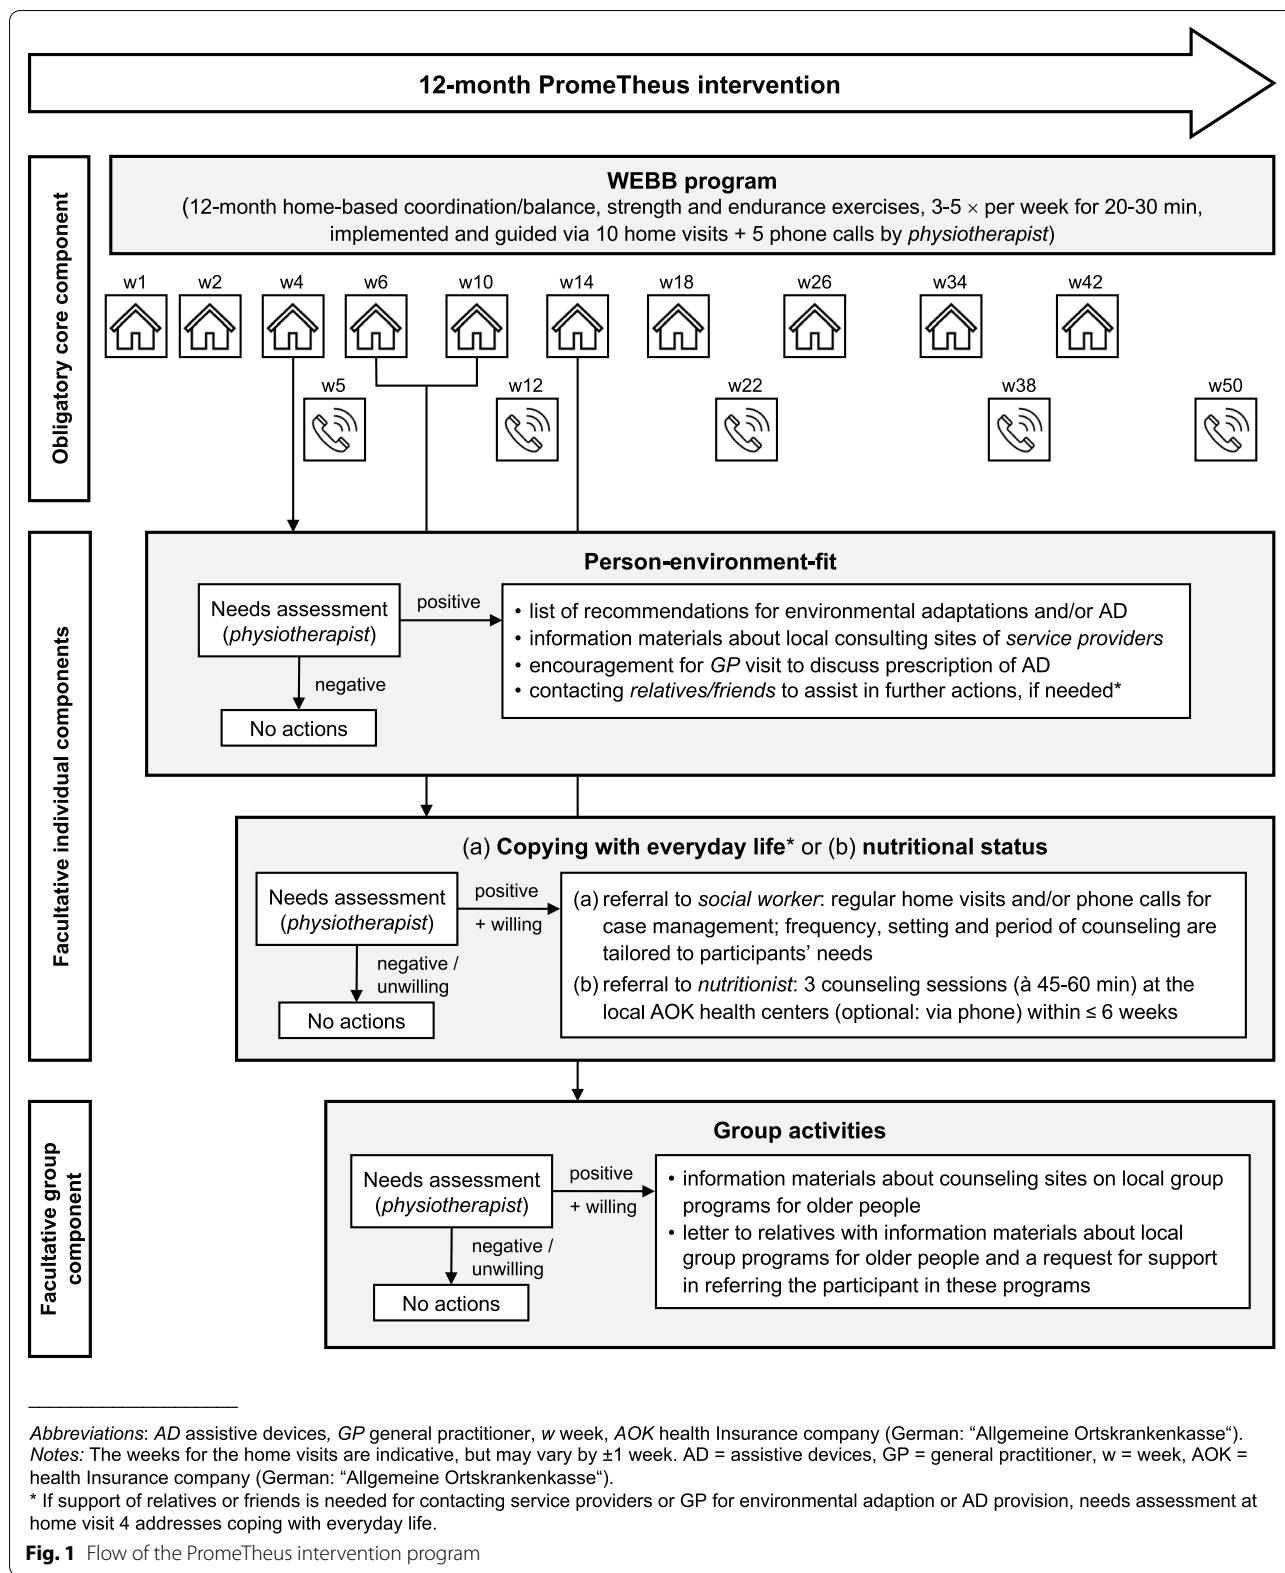 12-month PromeTheus intervention
Obligatory core component
WEBB program
(12-month home-based coordination/balance, strength and endurance exercises, 3-5 × per week for 20-30 min,
implemented and guided via 10 home visits + 5 phone calls by physiotherapist)
w1 w2 w4 w6 w10 w14 w18 w26 w34 w42
w5 w12 w22 w38 w50
Facultative individual components
Person-environment-fit
Needs assessment
(physiotherapist)
positive
negative
No actions
• list of recommendations for environmental adaptations and/or AD
• information materials about local consulting sites of service providers
• encouragement for GP visit to discuss prescription of AD
• contacting relatives/friends to assist in further actions, if needed*
(a) Copying with everyday life* or (b) nutritional status
Needs assessment
(physiotherapist)
positive
+ willing
negative /
unwilling
No actions
(a) referral to social worker: regular home visits and/or phone calls for
case management; frequency, setting and period of counseling are
tailored to participants’ needs
(b) referral to nutritionist: 3 counseling sessions (à 45-60 min) at the
local AOK health centers (optional: via phone) within ≤ 6 weeks
Facultative group
component
Group activities
Needs assessment
(physiotherapist)
positive
+ willing
negative /
unwilling
No actions
• information materials about counseling sites on local group
programs for older people
• letter to relatives with information materials about local
group programs for older people and a request for support
in referring the participant in these programs
Abbreviations: AD assistive devices, GP general practitioner, w week, AOK health Insurance company (German: “Allgemeine Ortskrankenkasse“).
Notes: The weeks for the home visits are indicative, but may vary by ±1 week. AD = assistive devices, GP = general practitioner, w = week, AOK =
health Insurance company (German: “Allgemeine Ortskrankenkasse“).
* If support of relatives or friends is needed for contacting service providers or GP for environmental adaption or AD provision, needs assessment at
home visit 4 addresses coping with everyday life.
Fig. 1 Flow of the PromeTheus intervention program